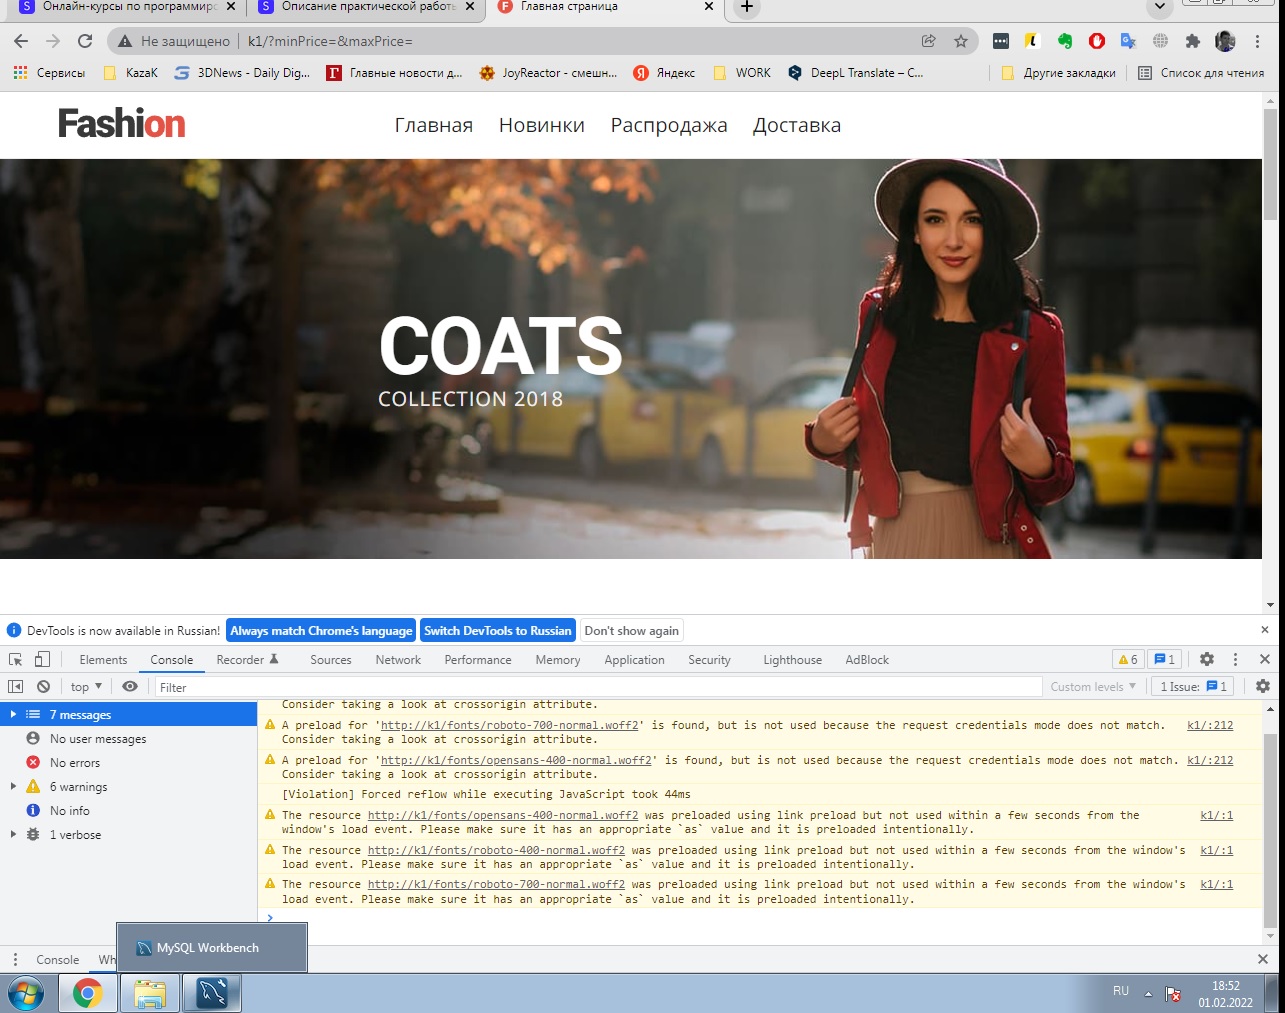 Онлайн-курсы по программиро
Описание практической работы
Главная страница
Не защищено
k1/?minPrice=&maxPrice=
Сервисы
KazaK
3DNews - Daily Dig...
Главные новости д...
JoyReactor - смешн...
Яндекс
WORK
DeepL Translate – C...
Другие закладки
Список для чтения
Fashion
Главная
Новинки
Распродажа
Доставка
COATS
COLLECTION 2018
DevTools is now available in Russian!
Always match Chrome's language
Switch DevTools to Russian
Don't show again
Elements
Console
Recorder
Sources
Network
Performance
Memory
Application
Security
Lighthouse
AdBlock
6
1
top
Filter
Custom levels
1 Issue:
1
7 messages
No user messages
No errors
6 warnings
No info
1 verbose
Consider taking a look at crossorigin attribute.
A preload for 'http://k1/fonts/roboto-700-normal.woff2' is found, but is not used because the request credentials mode does not match. k1/:212
Consider taking a look at crossorigin attribute.
A preload for 'http://k1/fonts/opensans-400-normal.woff2' is found, but is not used because the request credentials mode does not match. k1/:212
Consider taking a look at crossorigin attribute.
[Violation] Forced reflow while executing JavaScript took 44ms
The resource http://k1/fonts/opensans-400-normal.woff2 was preloaded using link preload but not used within a few seconds from the k1/:1
window's load event. Please make sure it has an appropriate `as` value and it is preloaded intentionally.
The resource http://k1/fonts/roboto-400-normal.woff2 was preloaded using link preload but not used within a few seconds from the window's k1/:1
load event. Please make sure it has an appropriate `as` value and it is preloaded intentionally.
The resource http://k1/fonts/roboto-700-normal.woff2 was preloaded using link preload but not used within a few seconds from the window's k1/:1
load event. Please make sure it has an appropriate `as` value and it is preloaded intentionally.
MySQL Workbench
Console
Wh
RU
18:52
01.02.2022